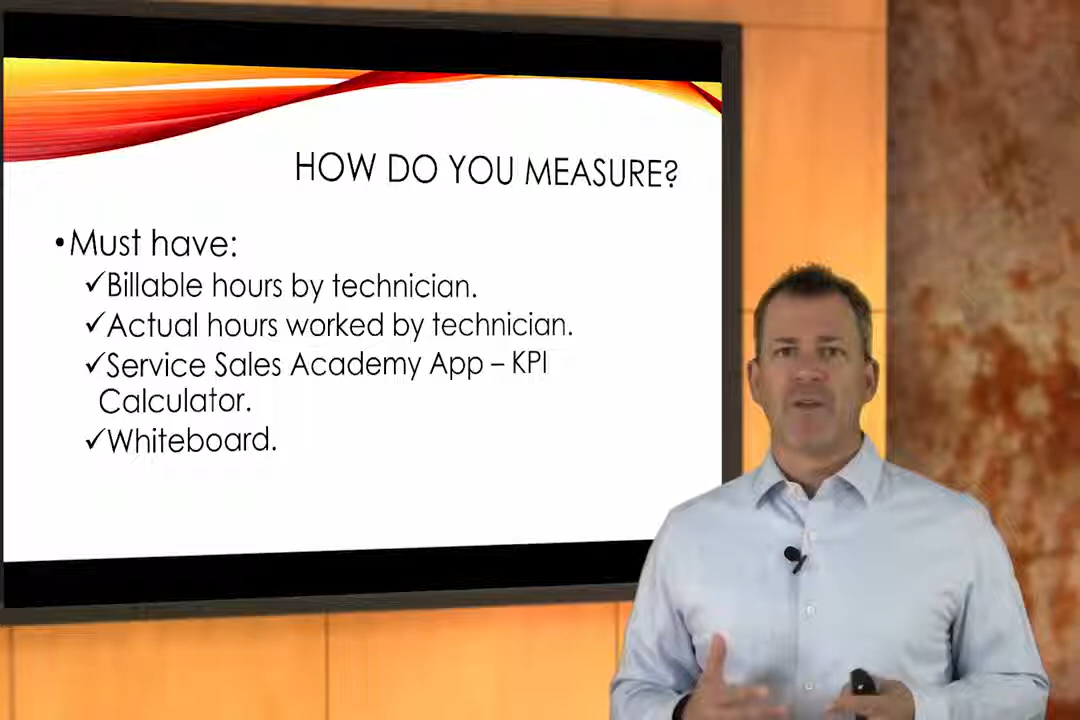 HOW DO YOU MEASURE?
•Must have:
✓Billable hours by technician.
✓Actual hours worked by technician.
✓Service Sales Academy App – KPI
Calculator.
✓Whiteboard.